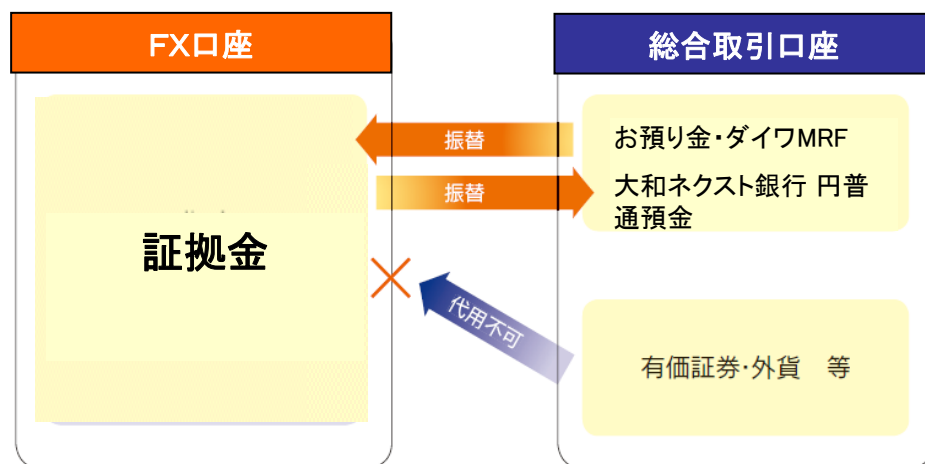 FX口座
総合取引口座
振替
お預り金・ダイワMRF
振替
大和ネクスト銀行 円普
通預金
証拠金
代用不可
有価証券・外貨　等